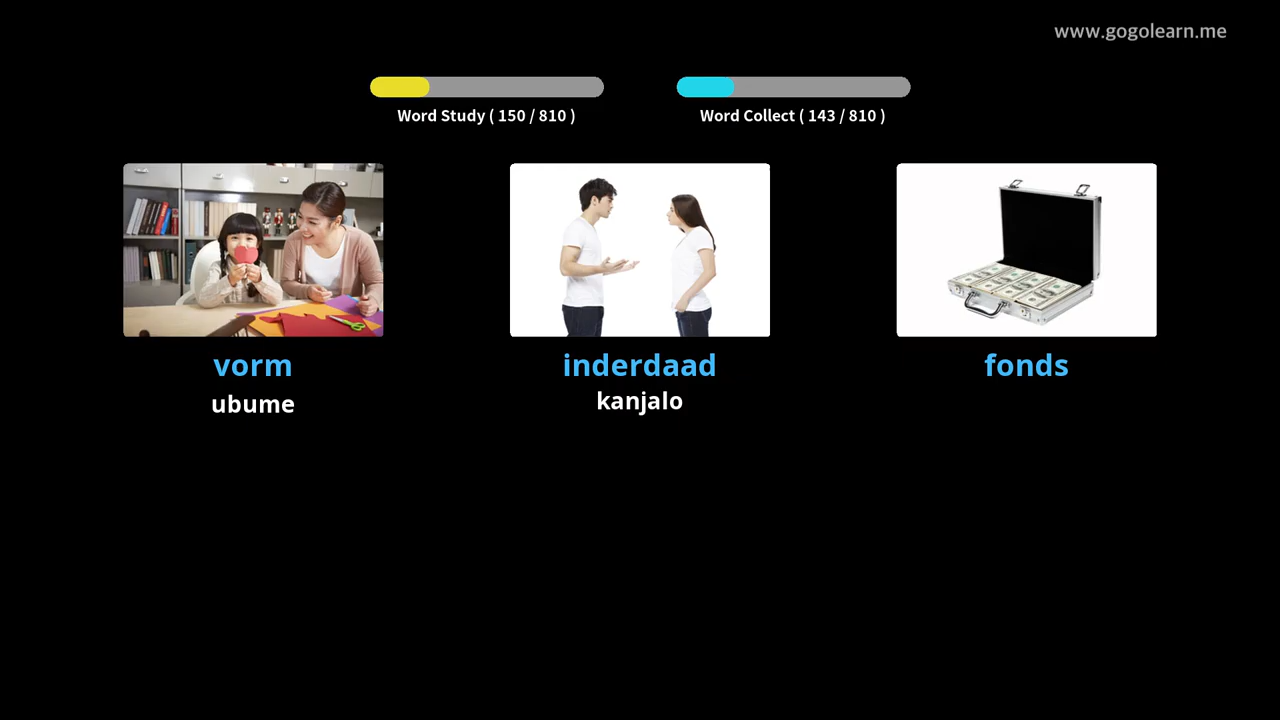 www.gogolearn.me
Word Study ( 150 / 810 )
Word Collect ( 143 / 810 )
vorm
ubume
inderdaad
kanjalo
fonds